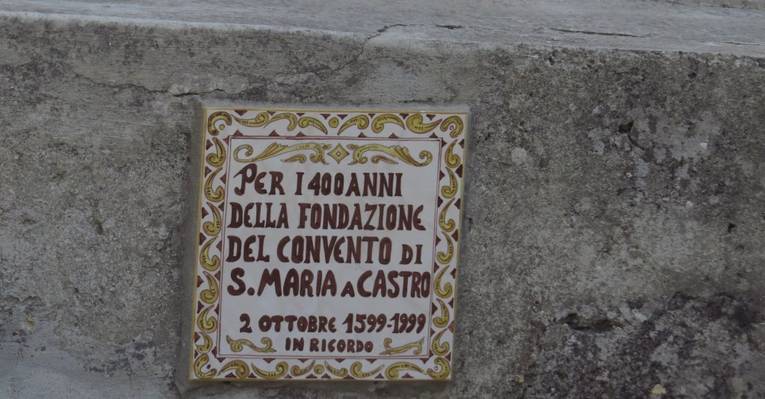 PER I 400 ANNI
DELLA FONDAZIONE
DEL CONVENTO DI
S. MARIA A CASTRO
2 OTTOBRE 1599-1999
IN RICORDO